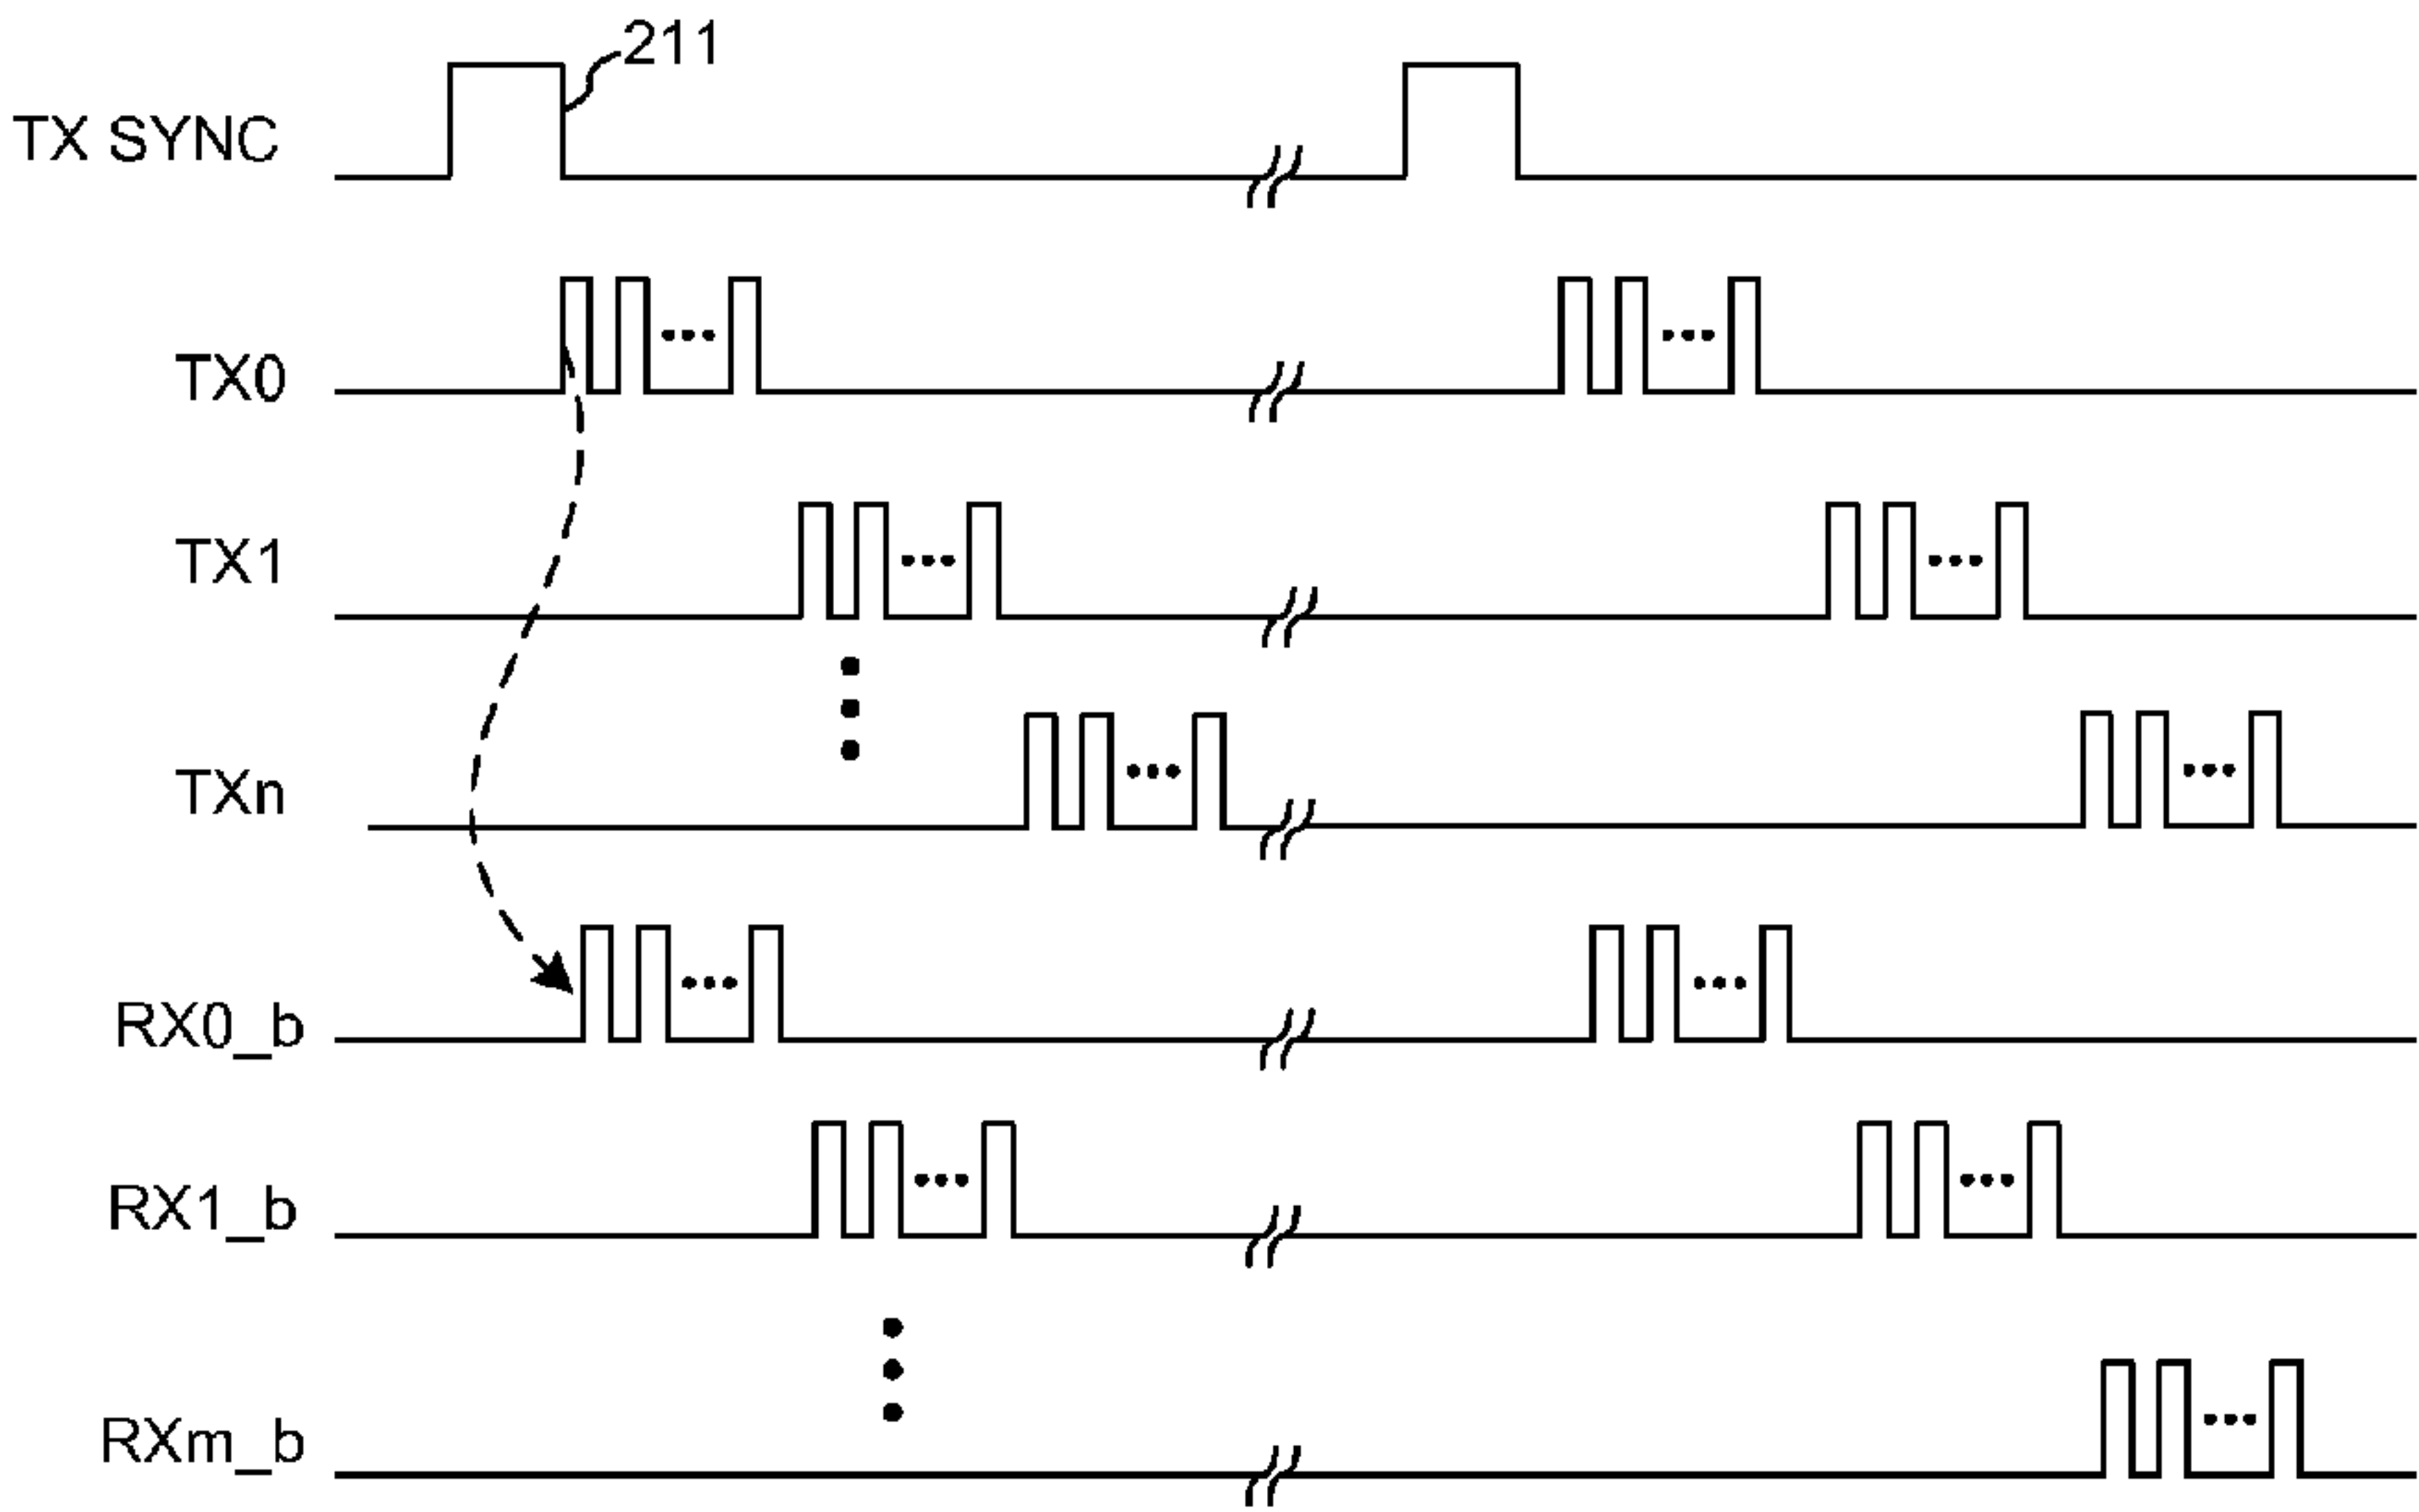 211
TX SYNC
TX0
TX1
TXn
RX0_b
RX1_b
RXm_b